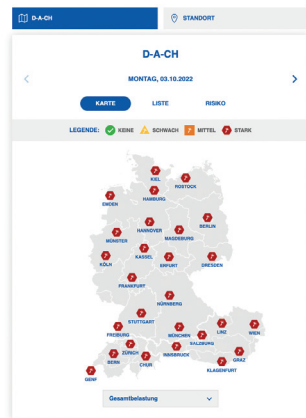 D-A-CH
STANDORT
D-A-CH
MONTAG, 03.10.2022
KARTE LISTE RISIKO
LEGENDE: KEINE SCHWACH MITTEL STARK
KIEL
ROSTOCK
HAMBURG
EMDEN
BERLIN
HANNOVER
MAGDEBURG
MÜNSTER
KASSEL
KÖLN
ERFURT
DRESDEN
FRANKFURT
NÜRNBERG
STUTTGART
FREIBURG
MÜNCHEN
LINZ
WIEN
SALZBURG
ZÜRICH
BERN
INNSBRUCK
GRAZ
CHUR
GENF
KLAGENFURT
Gesamtbelastung